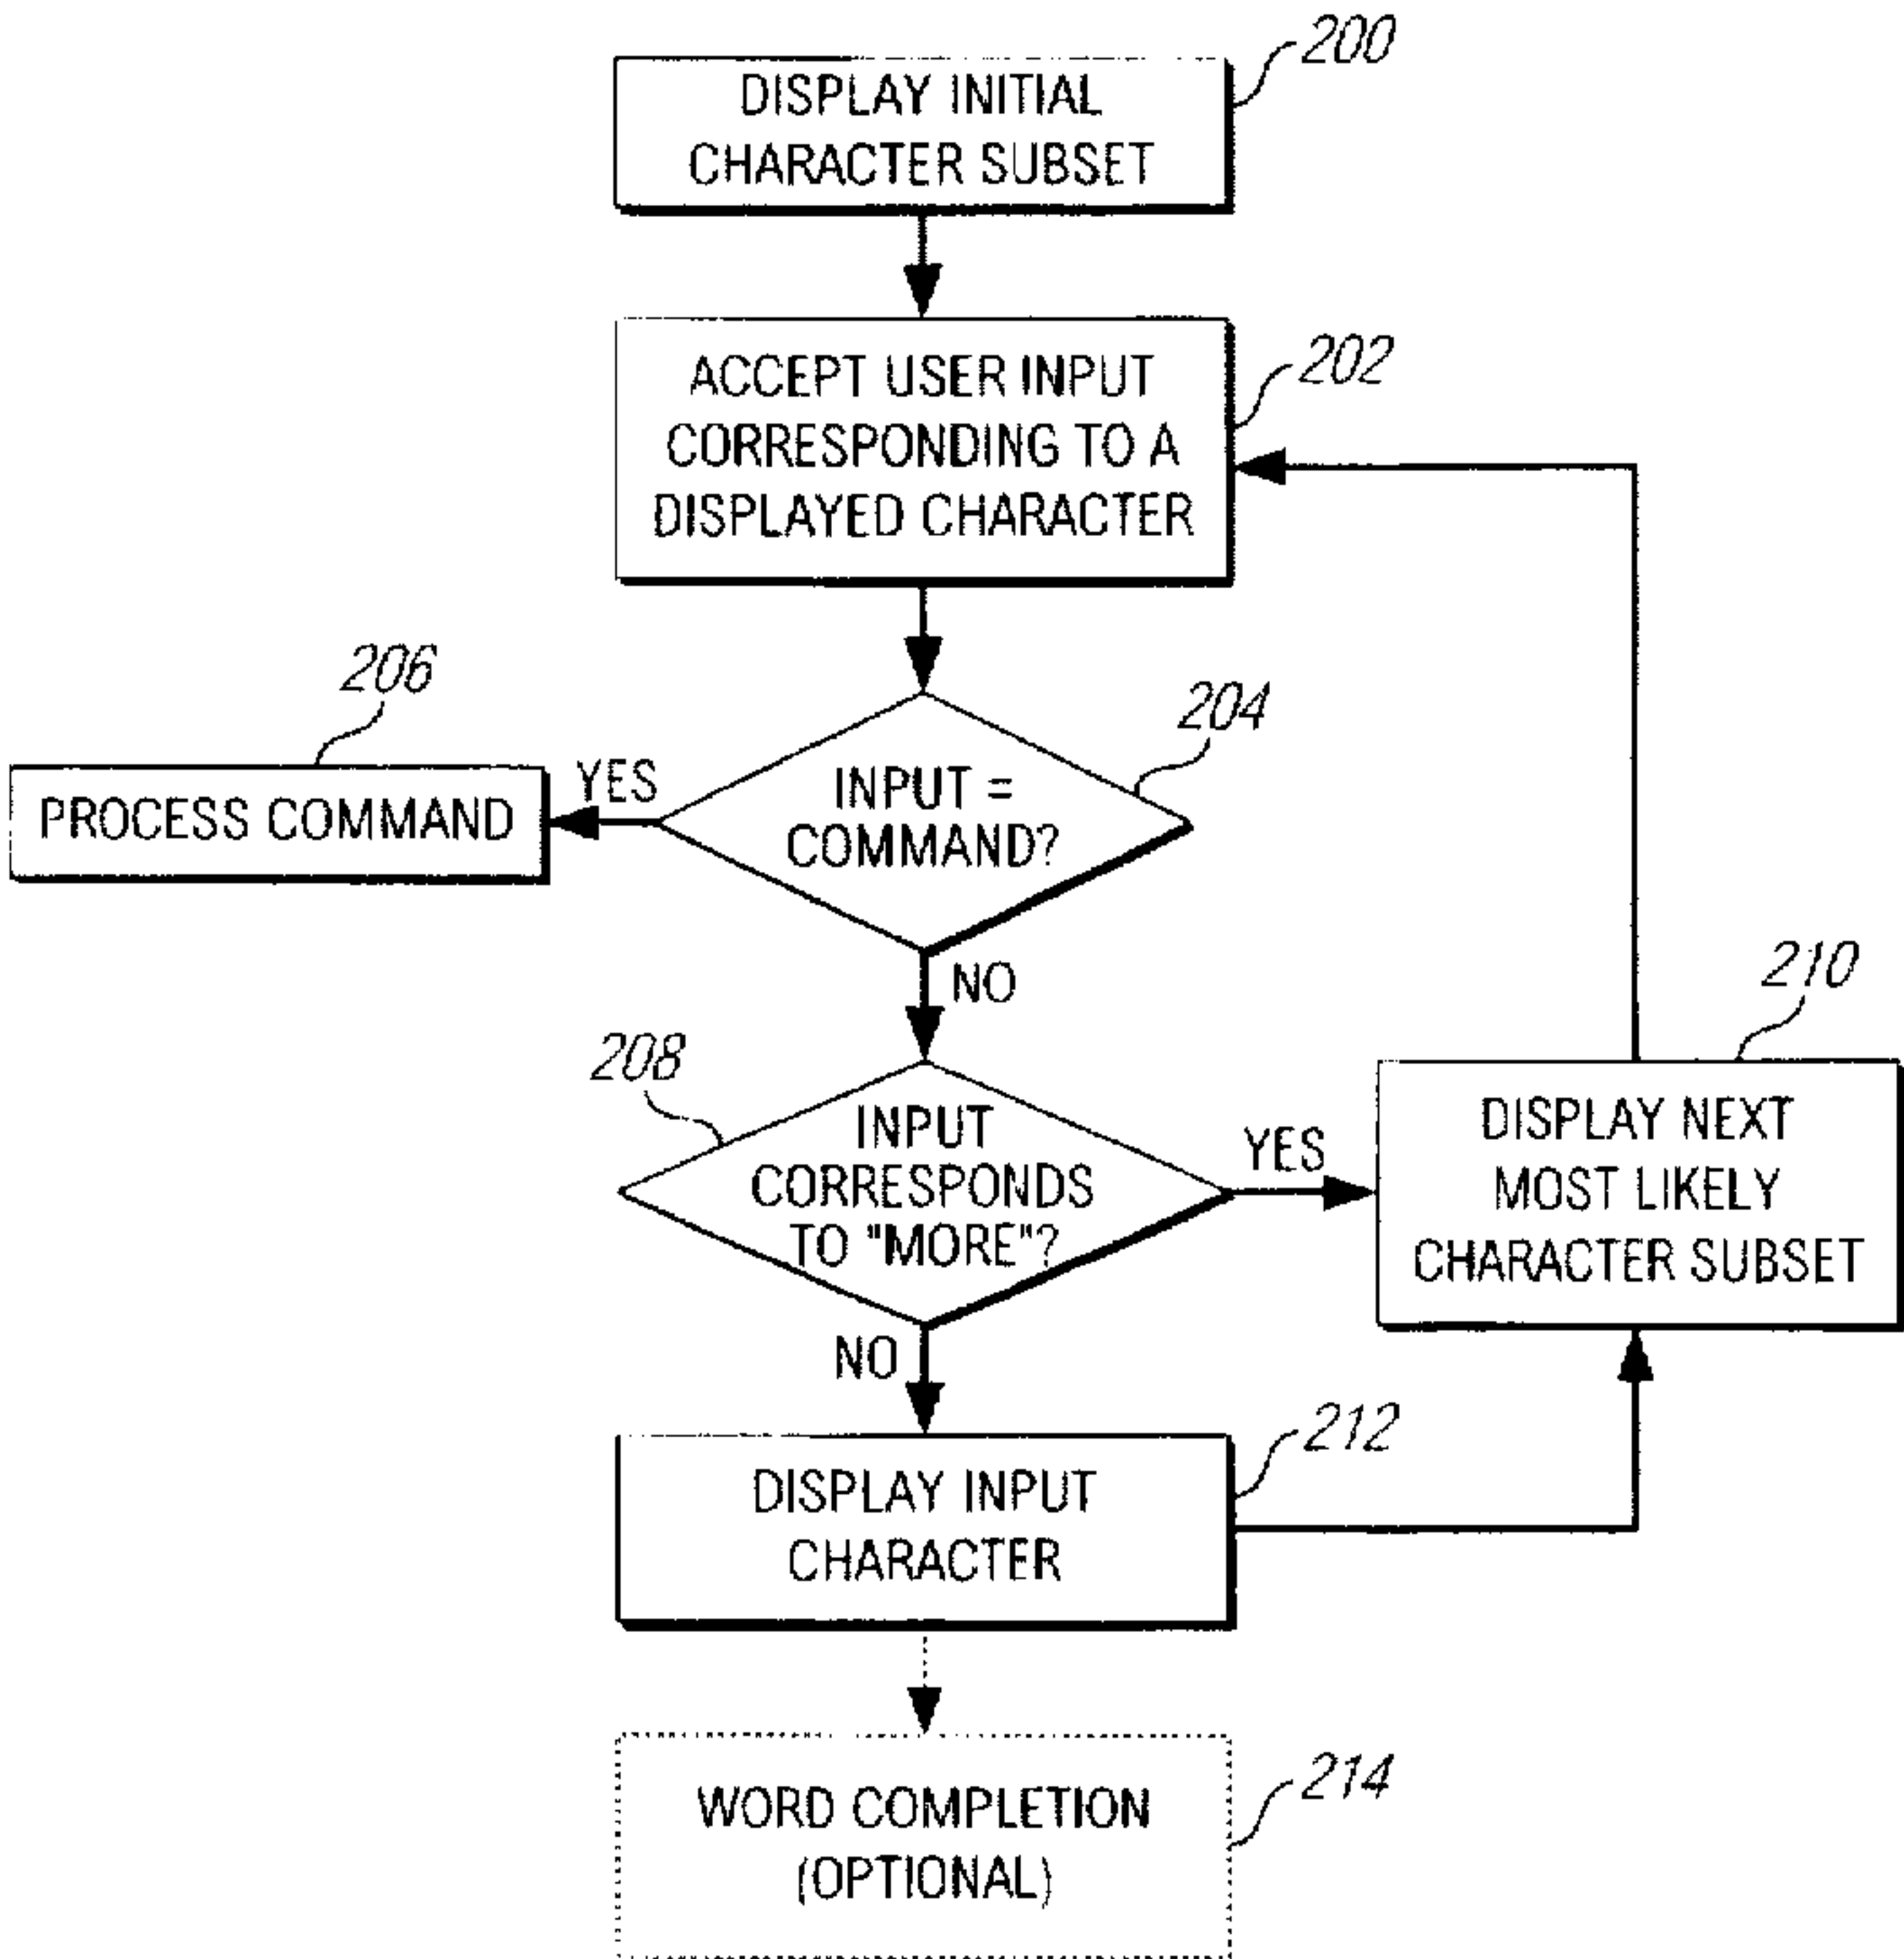 200
DISPLAY INITIAL
CHARACTER SUBSET
202
ACCEPT USER INPUT
CORRESPONDING TO A
DISPLAYED CHARACTER
204
INPUT =
COMMAND?
YES
206
PROCESS COMMAND
NO
208
INPUT
CORRESPONDS
TO "MORE"?
YES
210
DISPLAY NEXT
MOST LIKELY
CHARACTER SUBSET
NO
212
DISPLAY INPUT
CHARACTER
214
WORD COMPLETION
(OPTIONAL)